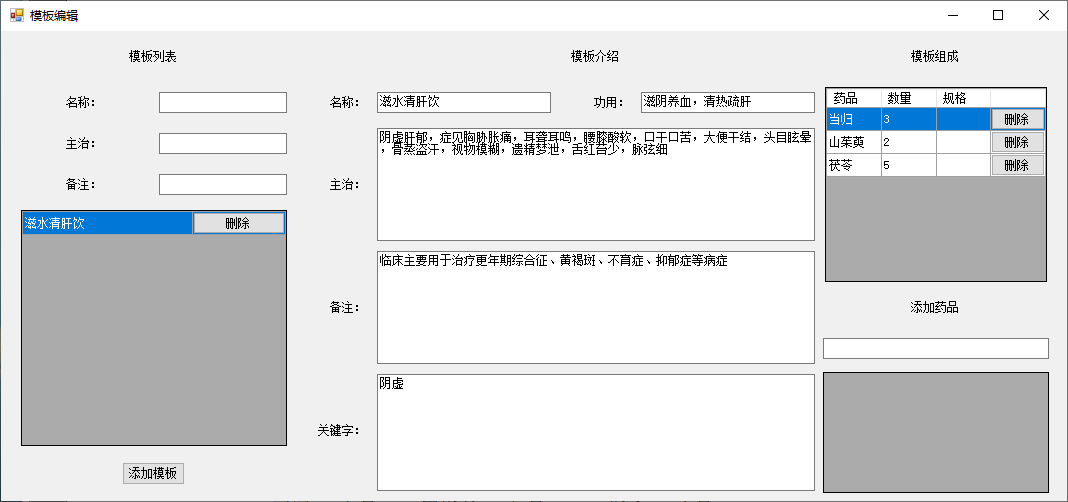 模板编辑
模板列表
名称：
主治：
备注：
滋水清肝饮 删除
添加模板
模板介绍
名称： 滋水清肝饮 功用： 滋阴养血，清热疏肝
主治：
阴虚肝郁，症见胸胁胀痛，耳聋耳鸣，腰膝酸软，口干口苦，大便干结，头目眩晕
，骨蒸盗汗，视物模糊，遗精梦泄，舌红苔少，脉弦细
备注：
临床主要用于治疗更年期综合征、黄褐斑、不育症、抑郁症等病症
关键字：
阴虚
模板组成
药品 数量 规格
当归 3 删除
山茱萸 2 删除
茯苓 5 删除
添加药品